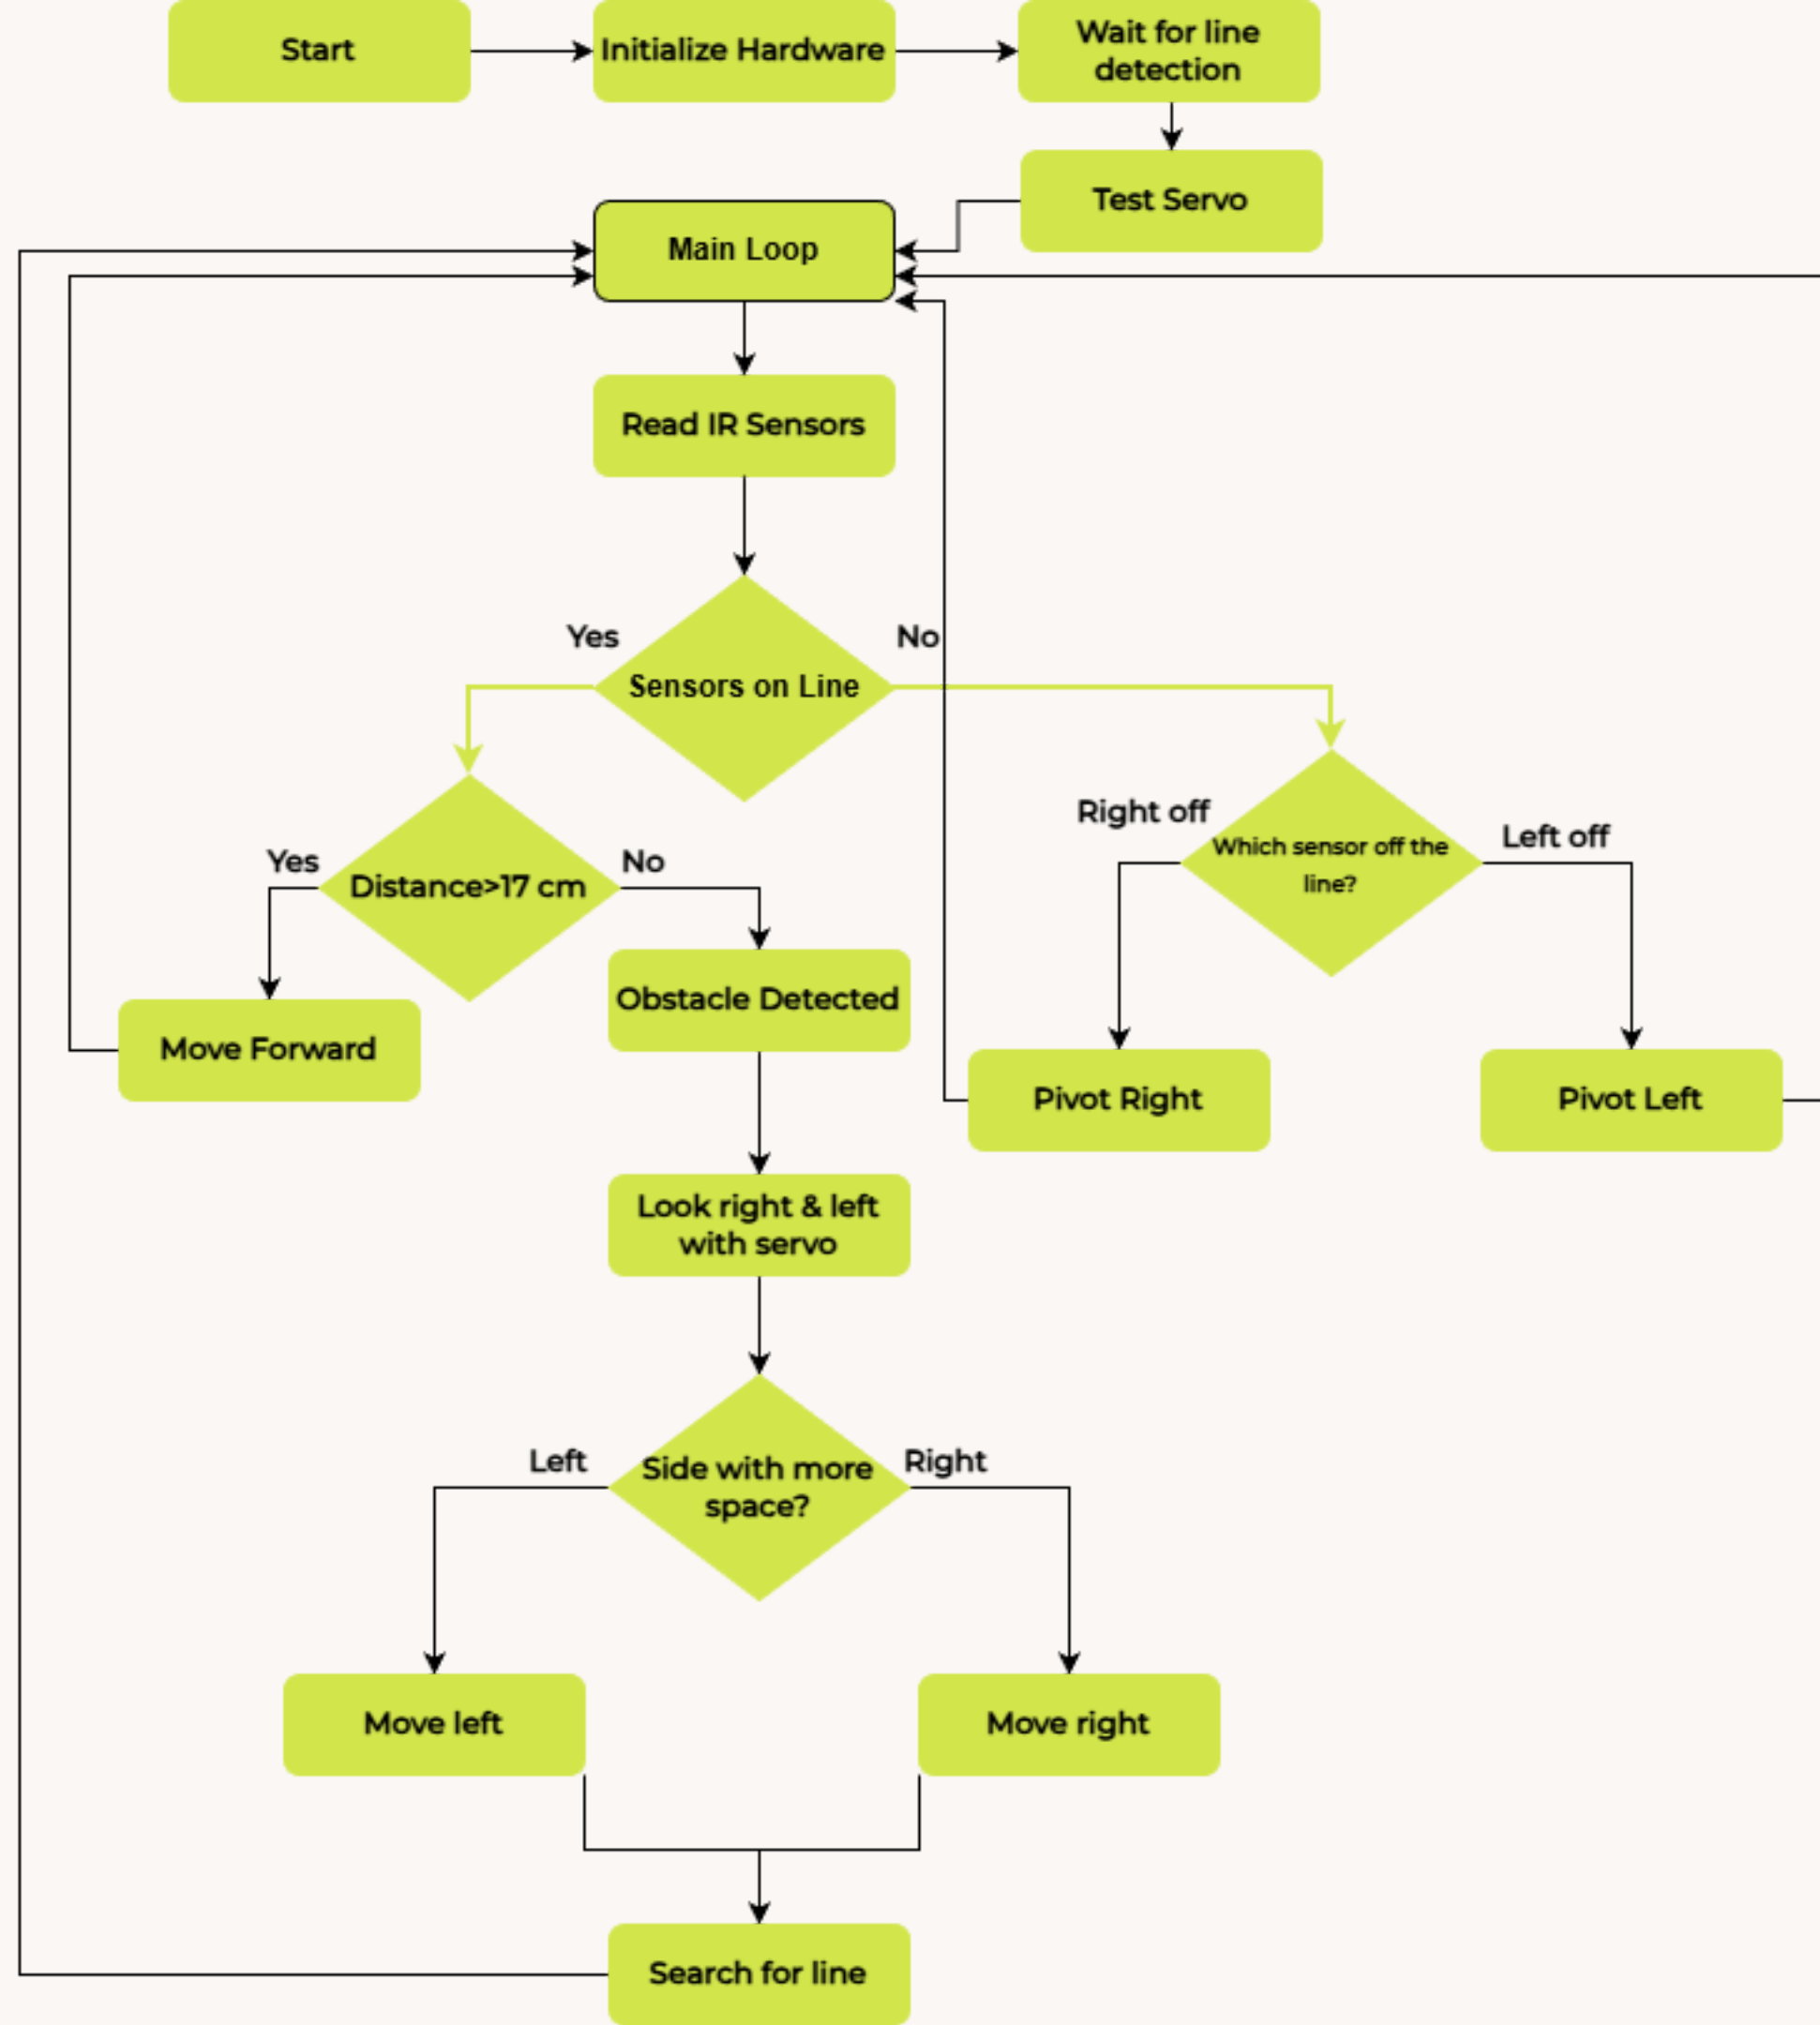 Start
Initialize Hardware
Wait for line
detection
Test Servo
Main Loop
Read IR Sensors
Yes
No
Sensors on Line
Right off
Left off
Which sensor off the
line?
Yes
No
Distance>17 cm
Obstacle Detected
Move Forward
Pivot Right
Pivot Left
Look right & left
with servo
Left
Right
Side with more
space?
Move left
Move right
Search for line